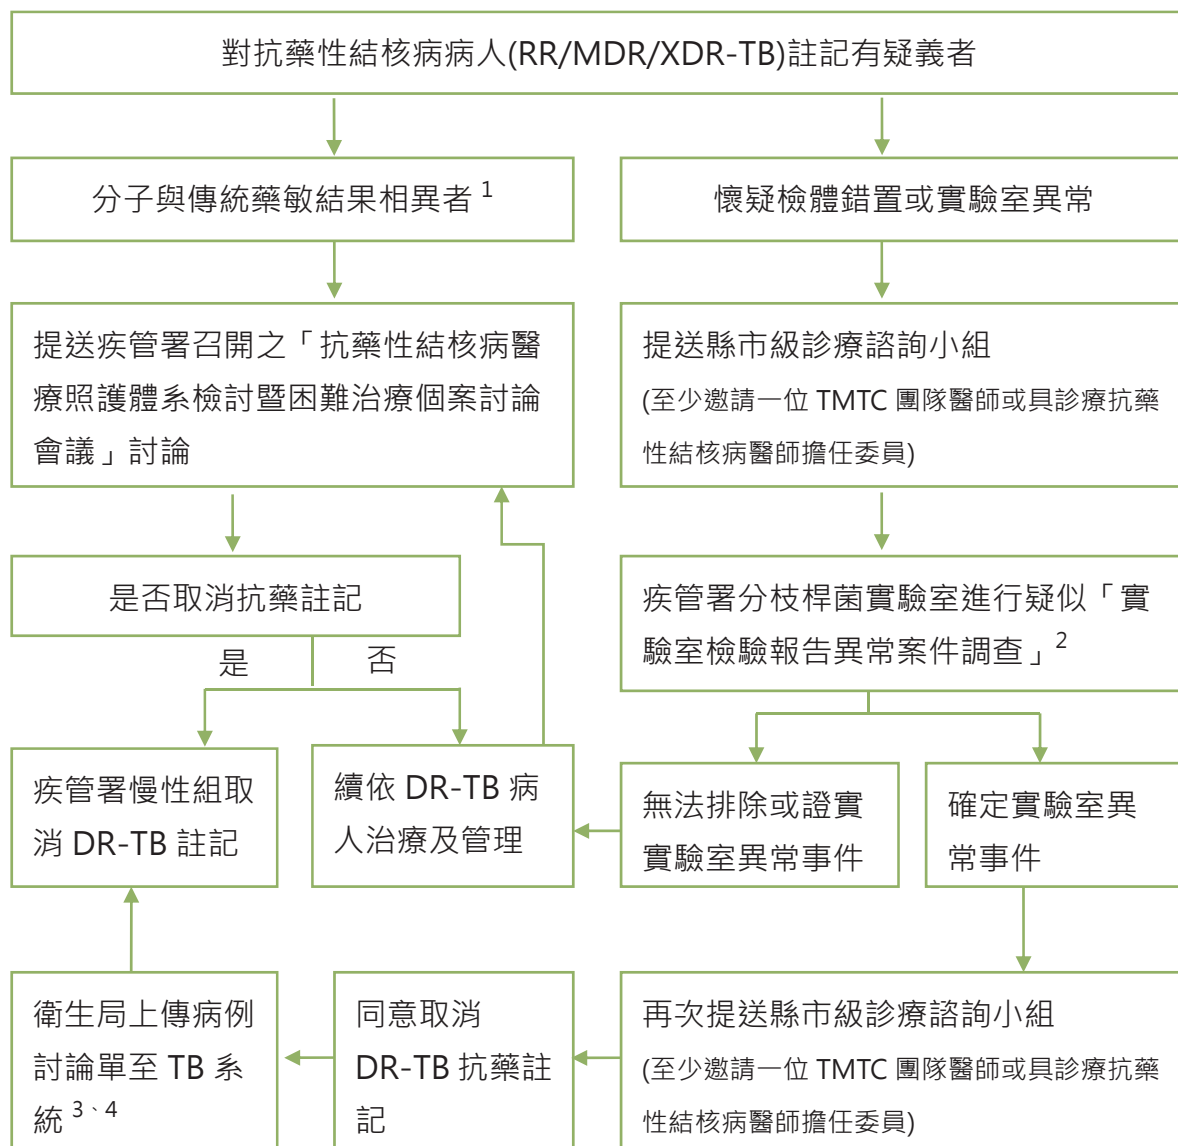 對抗藥性結核病病人(RR/MDR/XDR-TB)註記有疑義者
分子與傳統藥敏結果相異者 1
懷疑檢體錯置或實驗室異常
提送疾管署召開之「抗藥性結核病醫
療照護體系檢討暨困難治療個案討論
會議」討論
提送縣市級診療諮詢小組
(至少邀請一位 TMTC 團隊醫師或具診療抗藥
性結核病醫師擔任委員)
是否取消抗藥註記
疾管署分枝桿菌實驗室進行疑似「實
驗室檢驗報告異常案件調查」2
是
否
疾管署慢性組取
消 DR-TB 註記
續依 DR-TB 病
人治療及管理
無法排除或證實
實驗室異常事件
確定實驗室異
常事件
衛生局上傳病例
討論單至 TB 系
統 3、4
同意取消
DR-TB 抗藥註
記
再次提送縣市級診療諮詢小組
(至少邀請一位 TMTC 團隊醫師或具診療抗藥
性結核病醫師擔任委員)